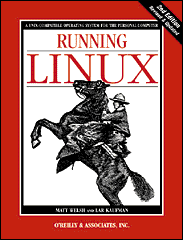 A UNIX-COMPATIBLE OPERATING SYSTEM FOR THE PERSONAL COMPUTER
2nd Edition
Revised & Updated
RUNNING
LINUX
MATT WELSH AND LAR KAUFMAN
O'REILLY & ASSOCIATES, INC.